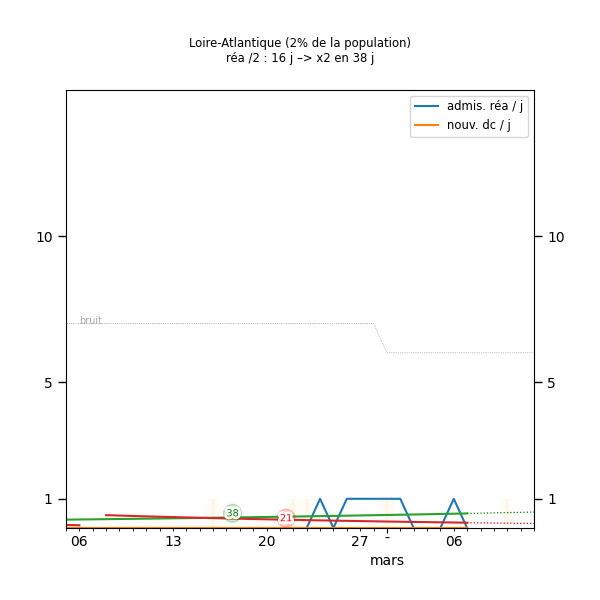 Loire-Atlantique (2% de la population)
réa /2 : 16 j –> x2 en 38 j
admis. réa / j
nouv. dc / j
10
10
bruit
5
5
1
1
38
21
06
13
20
27
-
06
mars